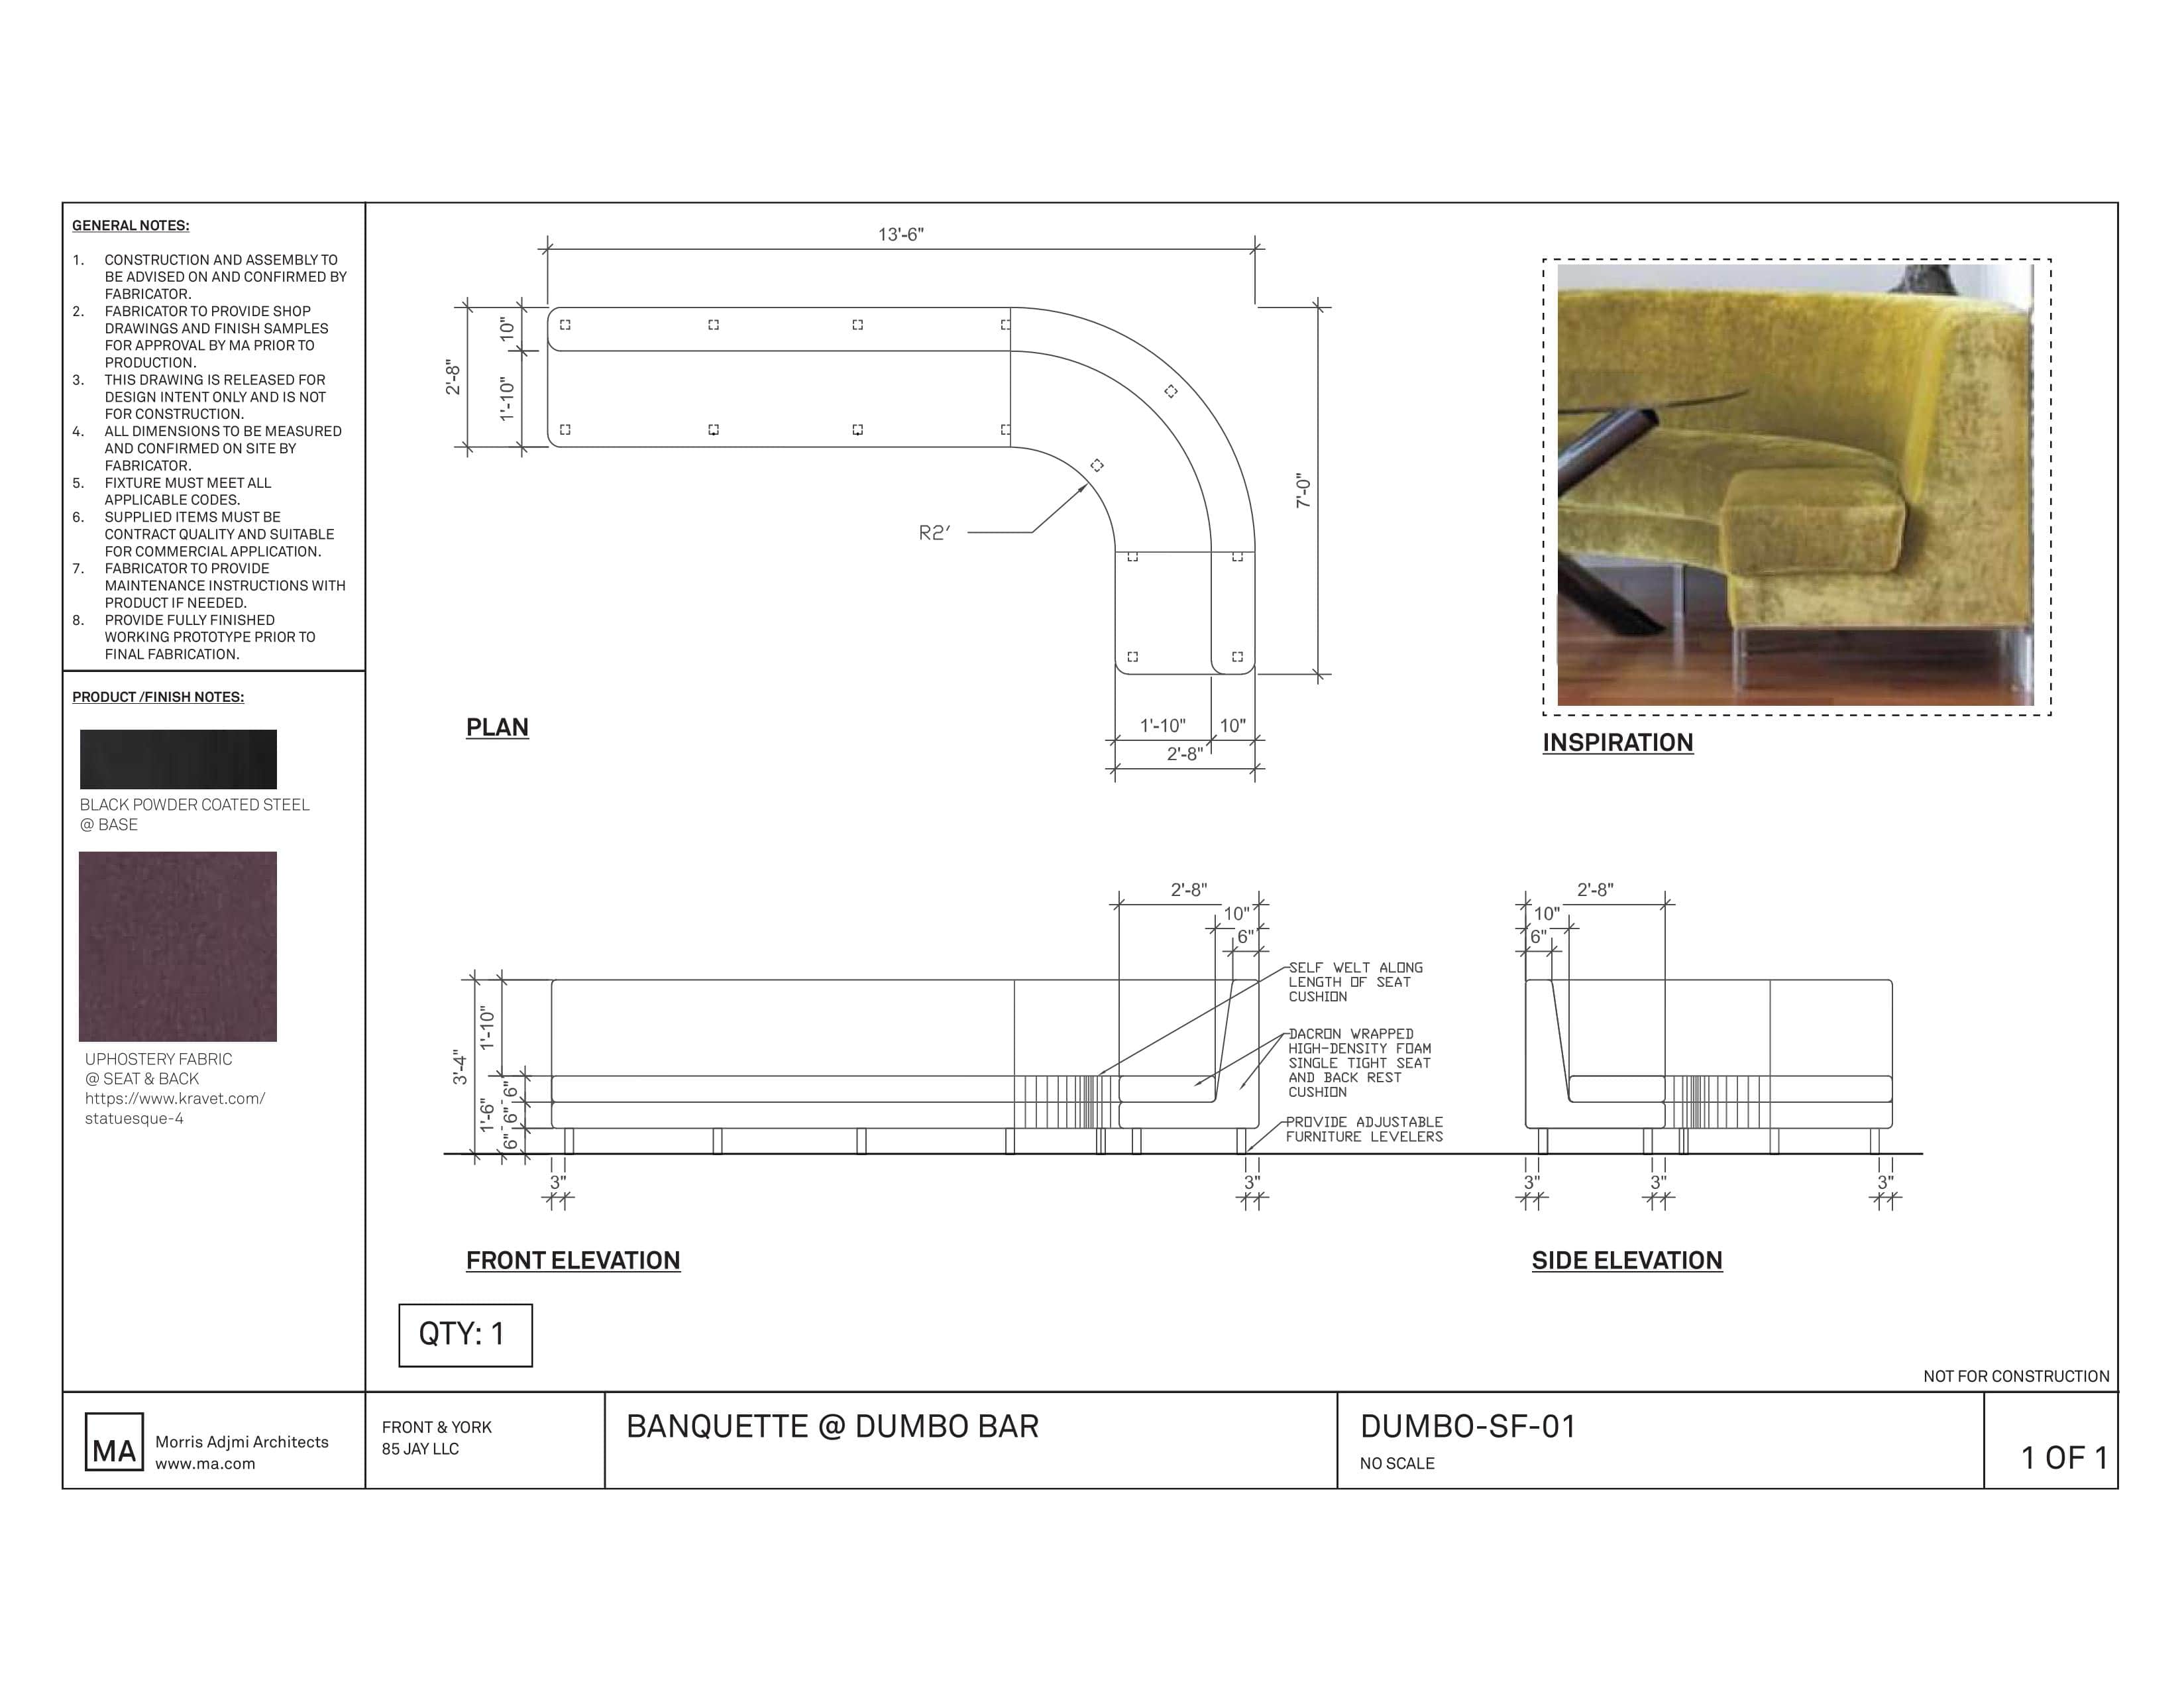 GENERAL NOTES:
1. CONSTRUCTION AND ASSEMBLY TO
BE ADVISED ON AND CONFIRMED BY
FABRICATOR.
2. FABRICATOR TO PROVIDE SHOP
DRAWINGS AND FINISH SAMPLES
FOR APPROVAL BY MA PRIOR TO
PRODUCTION.
3. THIS DRAWING IS RELEASED FOR
DESIGN INTENT ONLY AND IS NOT
FOR CONSTRUCTION.
4. ALL DIMENSIONS TO BE MEASURED
AND CONFIRMED ON SITE BY
FABRICATOR.
5. FIXTURE MUST MEET ALL
APPLICABLE CODES.
6. SUPPLIED ITEMS MUST BE
CONTRACT QUALITY AND SUITABLE
FOR COMMERCIAL APPLICATION.
7. FABRICATOR TO PROVIDE
MAINTENANCE INSTRUCTIONS WITH
PRODUCT IF NEEDED.
8. PROVIDE FULLY FINISHED
WORKING PROTOTYPE PRIOR TO
FINAL FABRICATION.
PRODUCT /FINISH NOTES:
BLACK POWDER COATED STEEL
@ BASE
UPHOSTERY FABRIC
@ SEAT & BACK
https://www.kravet.com/
statuesque-4
13'-6"
10"
2'-8"
1'-10"
7'-0"
R2'
1'-10" 10"
2'-8"
PLAN
INSPIRATION
2'-8"
10"
6"
SELF WELT ALONG
LENGTH OF SEAT
CUSHION
DACRON WRAPPED
HIGH-DENSITY FOAM
SINGLE TIGHT SEAT
AND BACK REST
CUSHION
PROVIDE ADJUSTABLE
FURNITURE LEVELERS
1'-10"
3'-4"
1'-6"
6"
6"
6"
3"
3"
FRONT ELEVATION
2'-8"
10"
6"
3"
3"
3"
SIDE ELEVATION
QTY: 1
NOT FOR CONSTRUCTION
MA
Morris Adjmi Architects
www.ma.com
FRONT & YORK
85 JAY LLC
BANQUETTE @ DUMBO BAR
DUMBO-SF-01
NO SCALE
1 OF 1